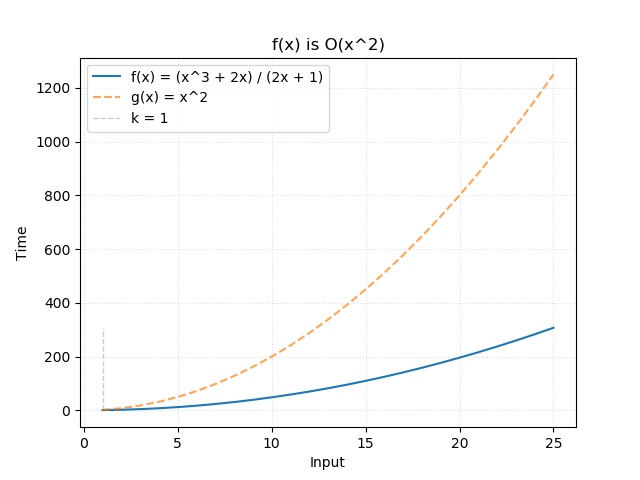 f(x) is O(x^2)
f(x) = (x^3 + 2x) / (2x + 1)
g(x) = x^2
k = 1
1200
1000
800
600
400
200
0
Time
0 5 10 15 20 25
Input